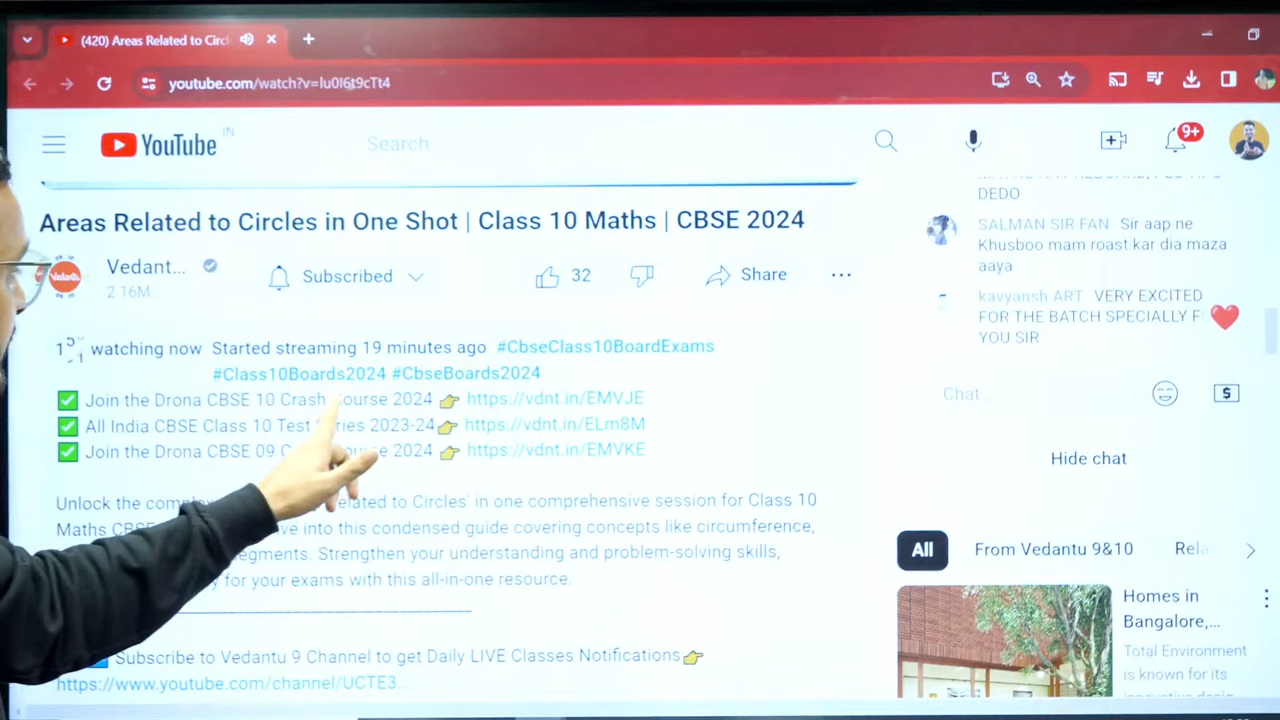 (420) Areas Related to Circl
youtube.com/watch?v=lu0I6t9cTt4
YouTube IN
Search
9+
Areas Related to Circles in One Shot | Class 10 Maths | CBSE 2024
Vedant...
2.16M
Vedantu
Subscribed
32
Share
watching now Started streaming 19 minutes ago #CbseClass10BoardExams
#Class10Boards2024 #CbseBoards2024
✅ Join the Drona CBSE 10 Crash Course 2024 👉 https://vdnt.in/EMVJE
✅ All India CBSE Class 10 Test Series 2023-24👉 https://vdnt.in/ELm8M
✅ Join the Drona CBSE 09 2024 👉 https://vdnt.in/EMVKE
Unlock the elated to Circles' in one comprehensive session for Class 10
Maths CBSE ve into this condensed guide covering concepts like circumference,
egments. Strengthen your understanding and problem-solving skills,
for your exams with this all-in-one resource.
Subscribe to Vedantu 9 Channel to get Daily LIVE Classes Notifications👉
https://www.youtube.com/channel/UCTE3...
DEDO
SALMAN SIR FAN Sir aap ne
Khusboo mam roast kar dia maza
aaya
kavyansh ART VERY EXCITED
FOR THE BATCH SPECIALLY F
YOU SIR
Chat...
Hide chat
All
From Vedantu 9&10
Rela
Homes in
Bangalore,...
Total Environment
is known for its